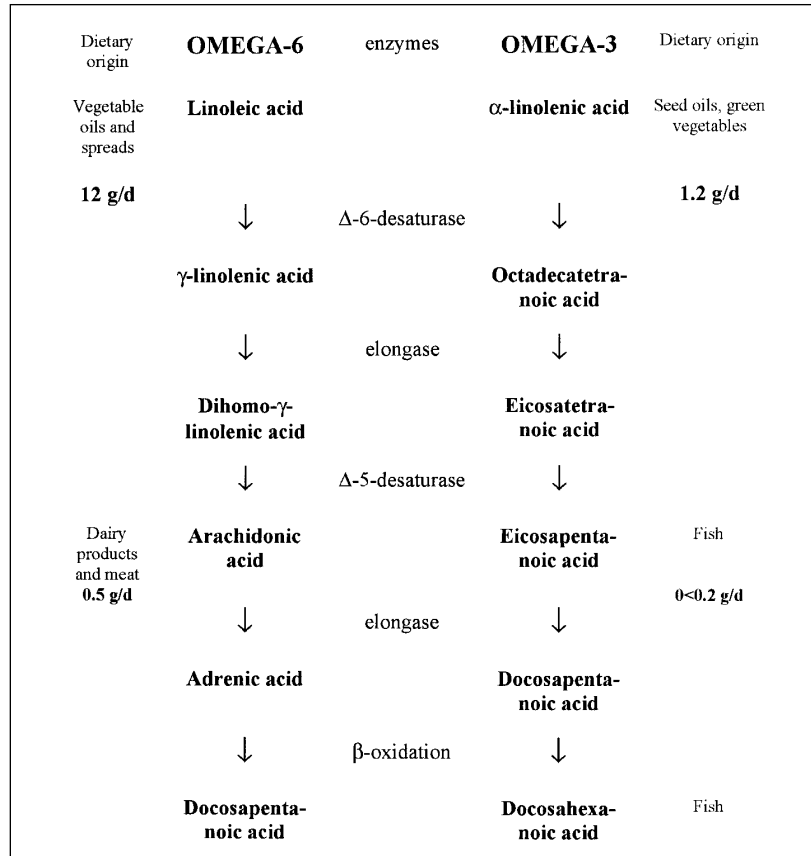 Dietary origin
OMEGA-6
enzymes
OMEGA-3
Dietary origin
Vegetable
oils and
spreads
Linoleic acid
α-linolenic acid
Seed oils, green
vegetables
12 g/d
1.2 g/d
↓
Δ-6-desaturase
↓
γ-linolenic acid
Octadecatetra-
noic acid
↓
elongase
↓
Dihomo-γ-
linolenic acid
Eicosatetra-
noic acid
↓
Δ-5-desaturase
↓
Dairy
products
and meat
0.5 g/d
Arachidonic
acid
Eicosapenta-
noic acid
Fish
0<0.2 g/d
↓
elongase
↓
Adrenic acid
Docosapenta-
noic acid
↓
β-oxidation
↓
Docosapenta-
noic acid
Docosahexa-
noic acid
Fish